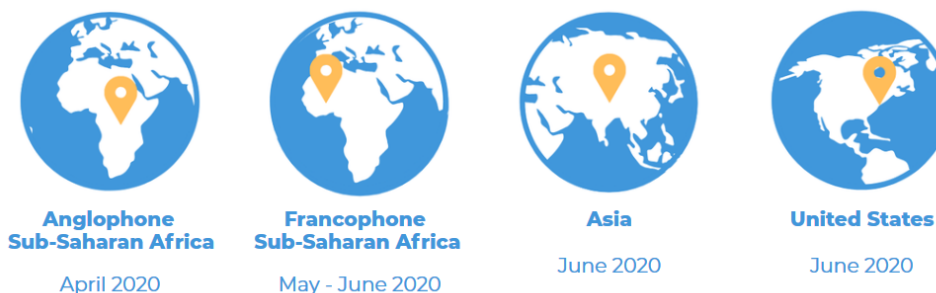 Anglophone
Sub-Saharan Africa
April 2020
Francophone
Sub-Saharan Africa
May - June 2020
Asia
June 2020
United States
June 2020